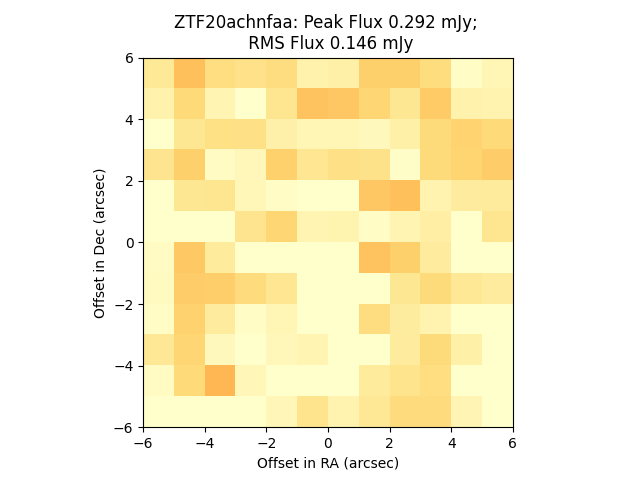 ZTF20achnfaa: Peak Flux 0.292 mJy;
RMS Flux 0.146 mJy
6
4
2
0
−2
−4
−6
Offset in Dec (arcsec)
−6 −4 −2 0 2 4 6
Offset in RA (arcsec)